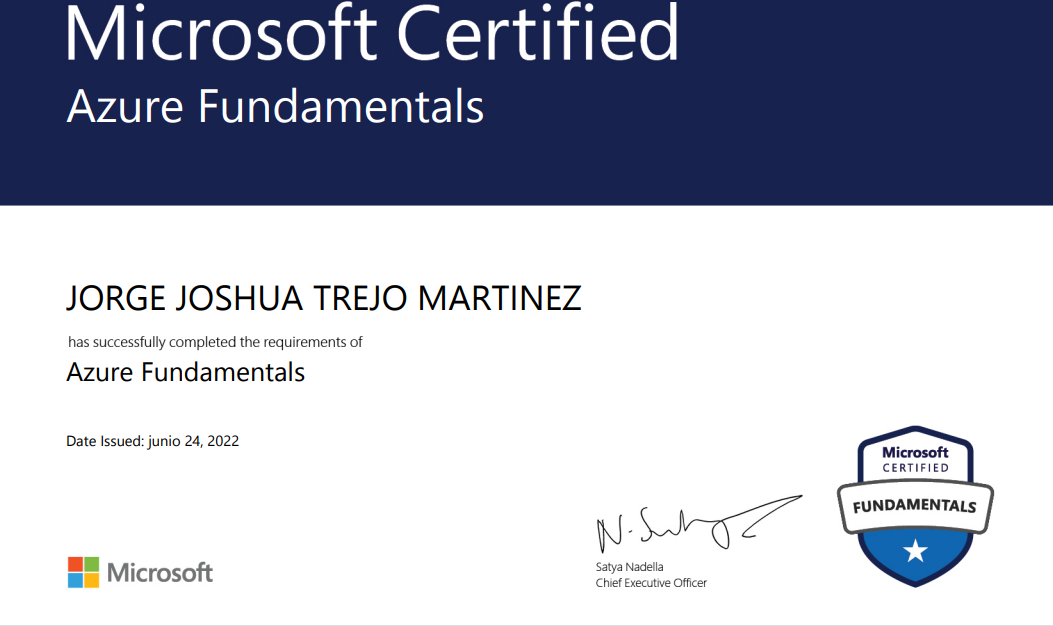 Microsoft Certified
Azure Fundamentals
JORGE JOSHUA TREJO MARTINEZ
has successfully completed the requirements of
Azure Fundamentals
Date Issued: junio 24, 2022
Microsoft
CERTIFIED
FUNDAMENTALS
Satya Nadella
Chief Executive Officer
Microsoft